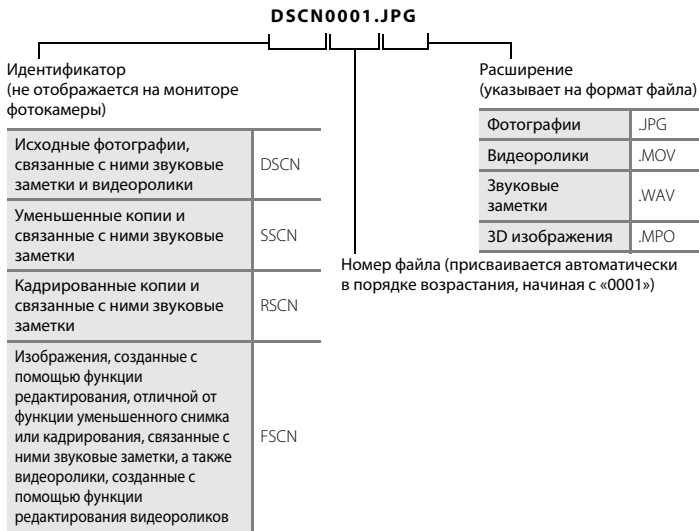 DSCN0001.JPG
Идентификатор
(не отображается на мониторе
фотокамеры)
Исходные фотографии,
связанные с ними звуковые
заметки и видеоролики
DSCN
Уменьшенные копии и
связанные с ними звуковые
заметки
SSCN
Кадрированные копии и
связанные с ними звуковые
заметки
RSCN
Изображения, созданные с
помощью функции
редактирования, отличной от
функции уменьшенного снимка
или кадрирования, связанные с
ними звуковые заметки, а также
видеоролики, созданные с
помощью функции
редактирования видеороликов
FSCN
Расширение
(указывает на формат файла)
Фотографии
.JPG
Видеоролики
.MOV
Звуковые
заметки
.WAV
3D изображения
.MPO
Номер файла (присваивается автоматически
в порядке возрастания, начиная с «0001»)